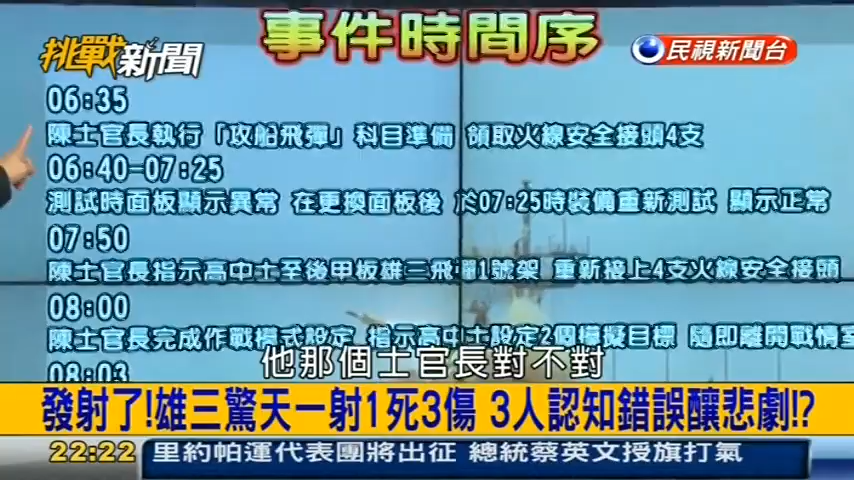 事件時間序
挑戰新聞
民視新聞台
06:35
陳士官長執行「攻船飛彈」科目準備 領取火線安全接頭4支
06:40-07:25
測試時面板顯示異常 在更換面板後 於07:25時裝備重新測試 顯示正常
07:50
陳士官長指示高中士至後甲板雄三飛彈1號架 重新接上4支火線安全接頭
08:00
陳士官長完成作戰模式設定 指示高中士設定2個模擬目標 隨即離開戰情室
08:03
他那個士官長對不對
發射了!雄三驚天一射1死3傷 3人認知錯誤釀悲劇!?
22:22 里約帕運代表團將出征 總統蔡英文授旗打氣